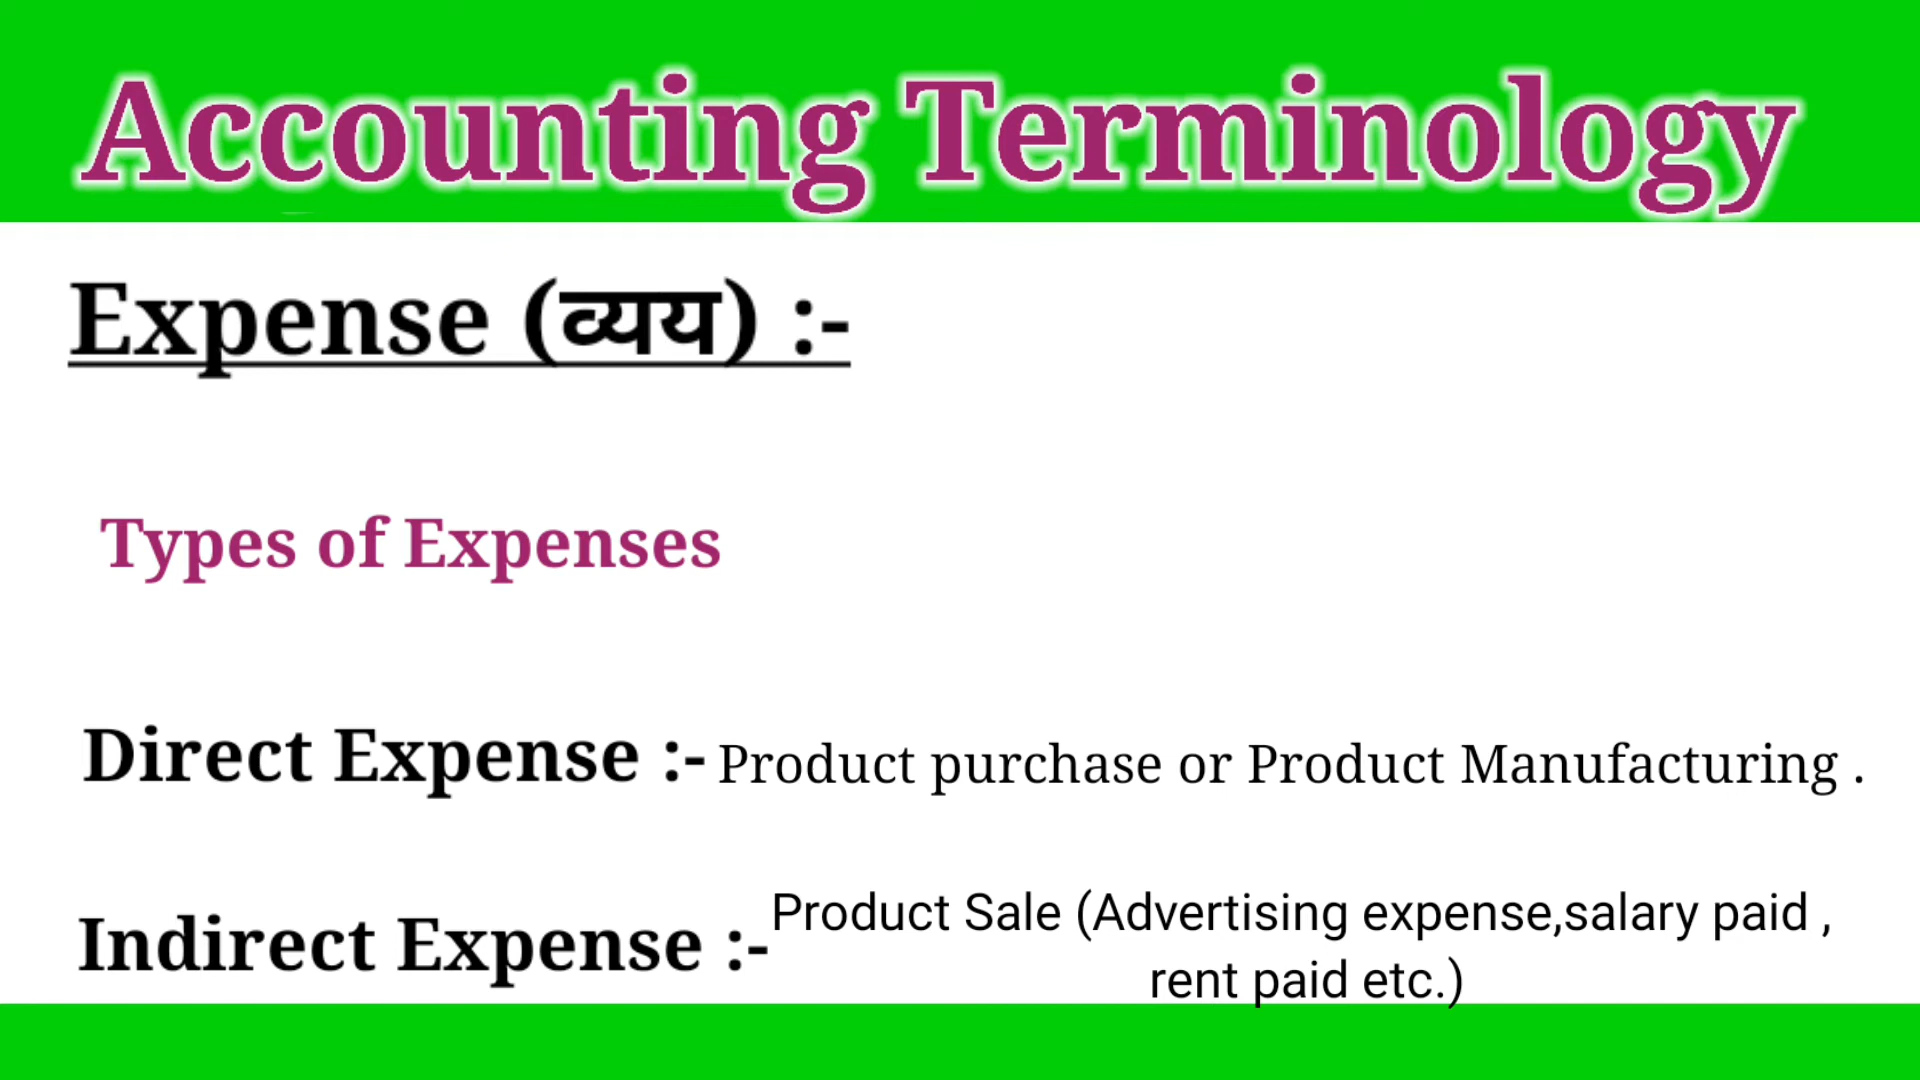 Accounting Terminology
Expense (व्यय) :-
Types of Expenses
Direct Expense :- Product purchase or Product Manufacturing .
Indirect Expense :- Product Sale (Advertising expense,salary paid ,
rent paid etc.)